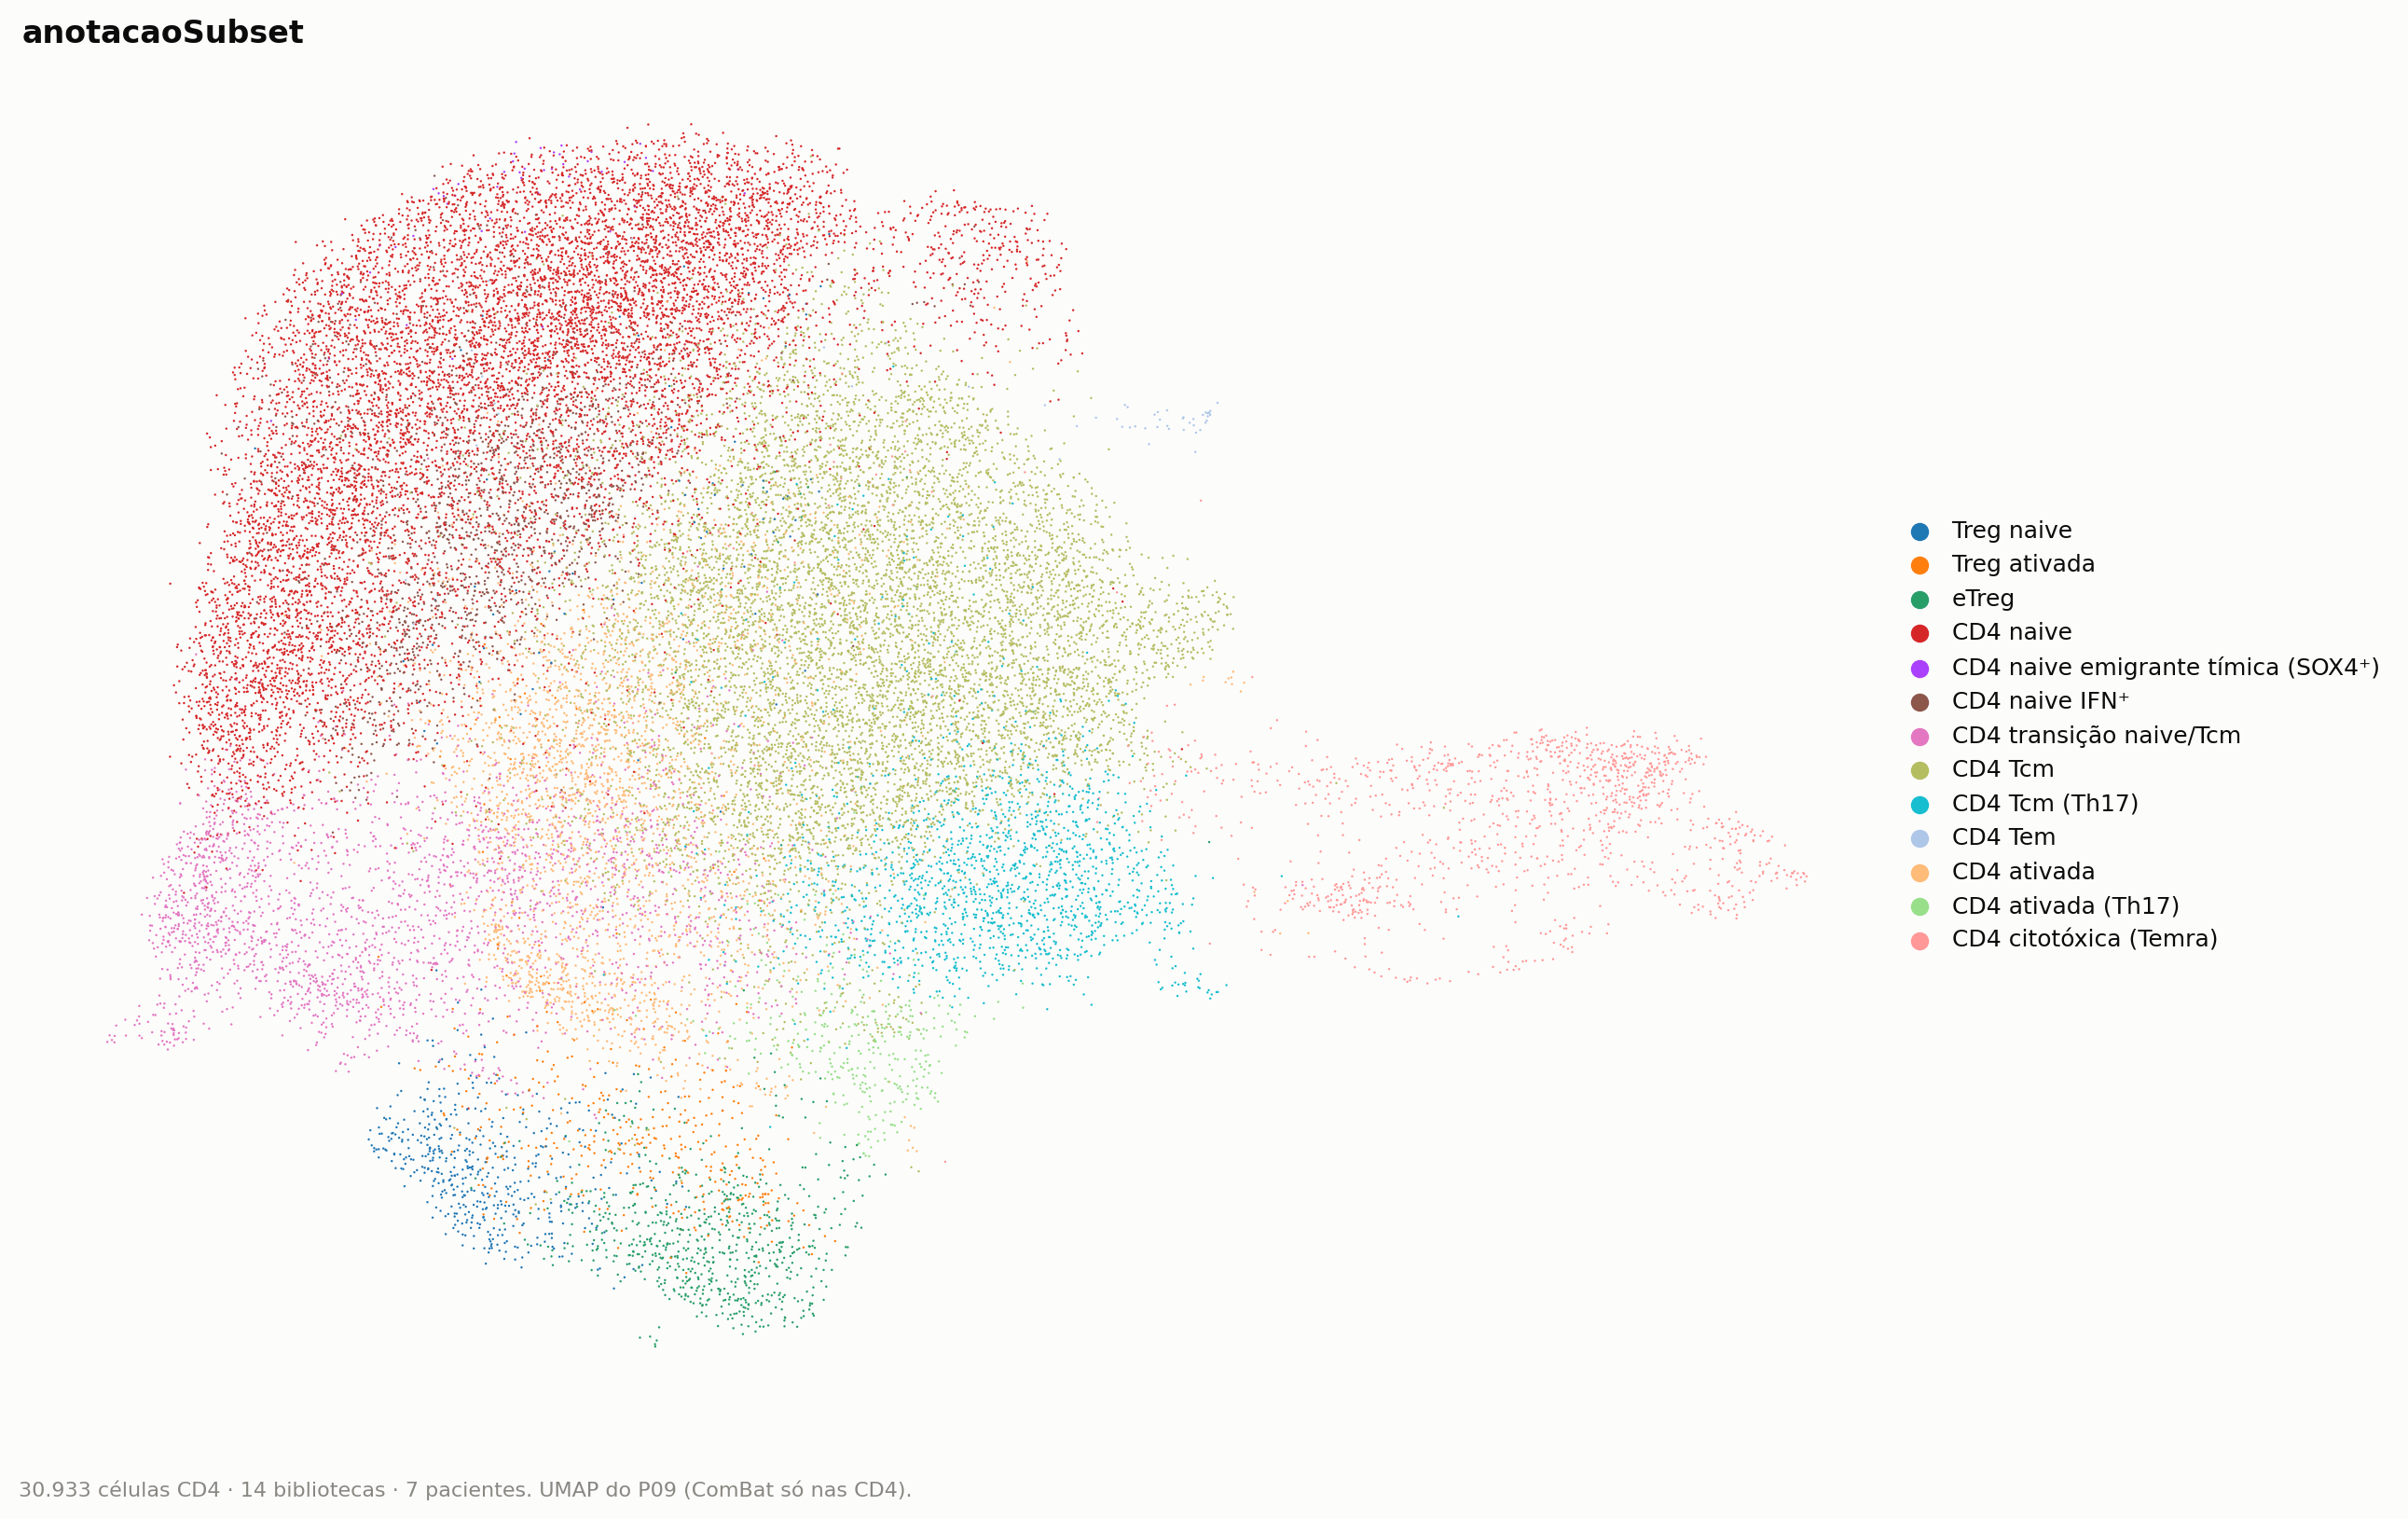 anotacaoSubset
Treg naive
Treg ativada
eTreg
CD4 naive
CD4 naive emigrante tímica (SOX4⁺)
CD4 naive IFN⁺
CD4 transição naive/Tcm
CD4 Tcm
CD4 Tcm (Th17)
CD4 Tem
CD4 ativada
CD4 ativada (Th17)
CD4 citotóxica (Temra)
30.933 células CD4 · 14 bibliotecas · 7 pacientes. UMAP do P09 (ComBat só nas CD4).